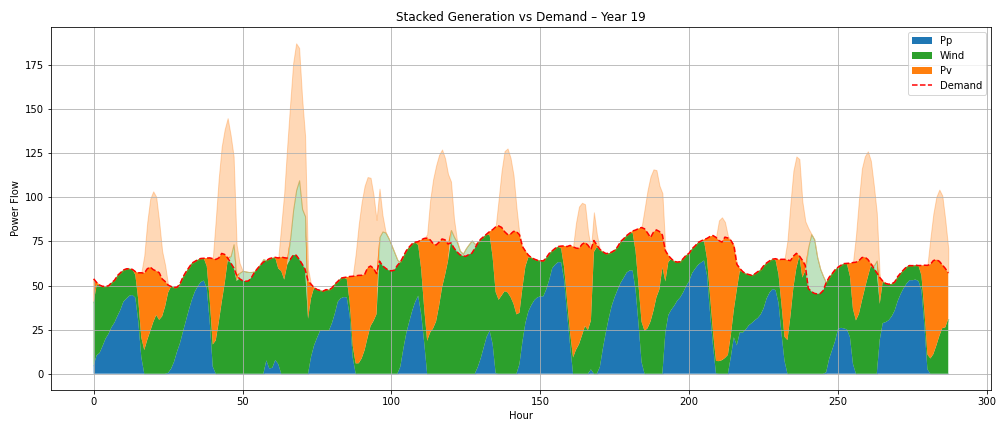 Stacked Generation vs Demand – Year 19
Pp
Wind
Pv
Demand
Power Flow
175
150
125
100
75
50
25
0
0 50 100 150 200 250 300
Hour